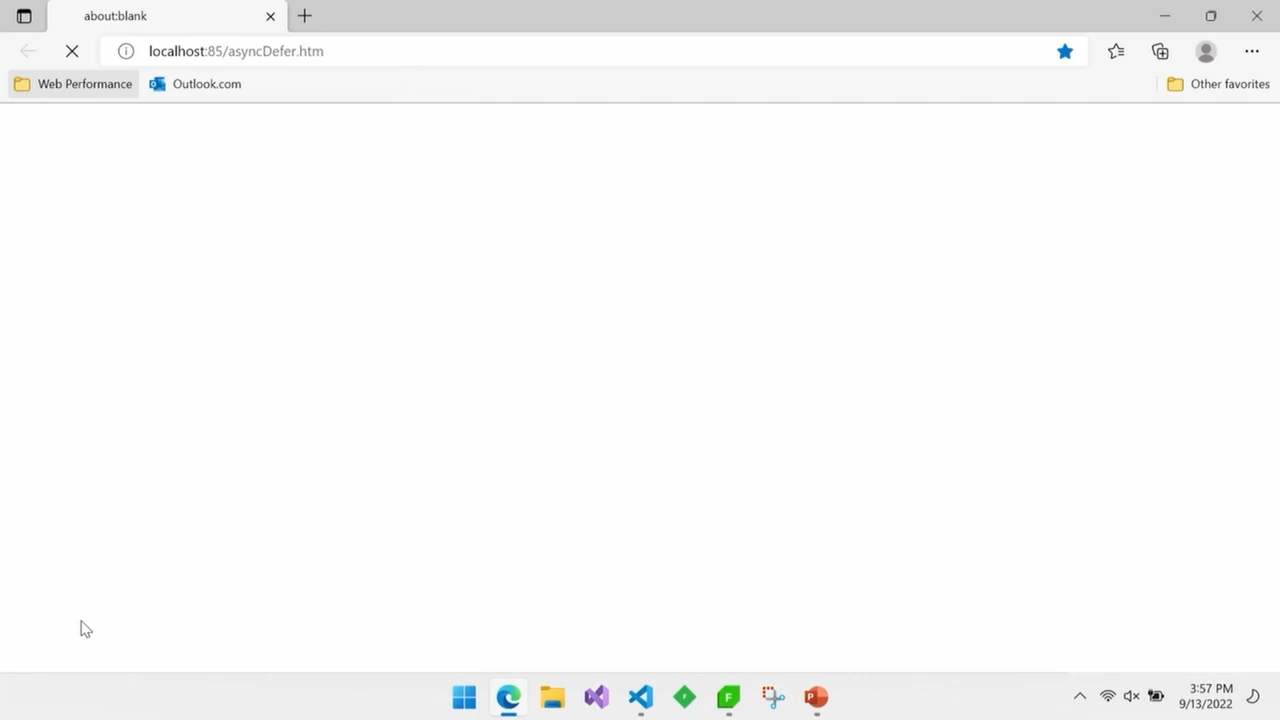 about:blank
localhost:85/asyncDefer.htm
Web Performance
Outlook.com
Other favorites
3:57 PM
9/13/2022